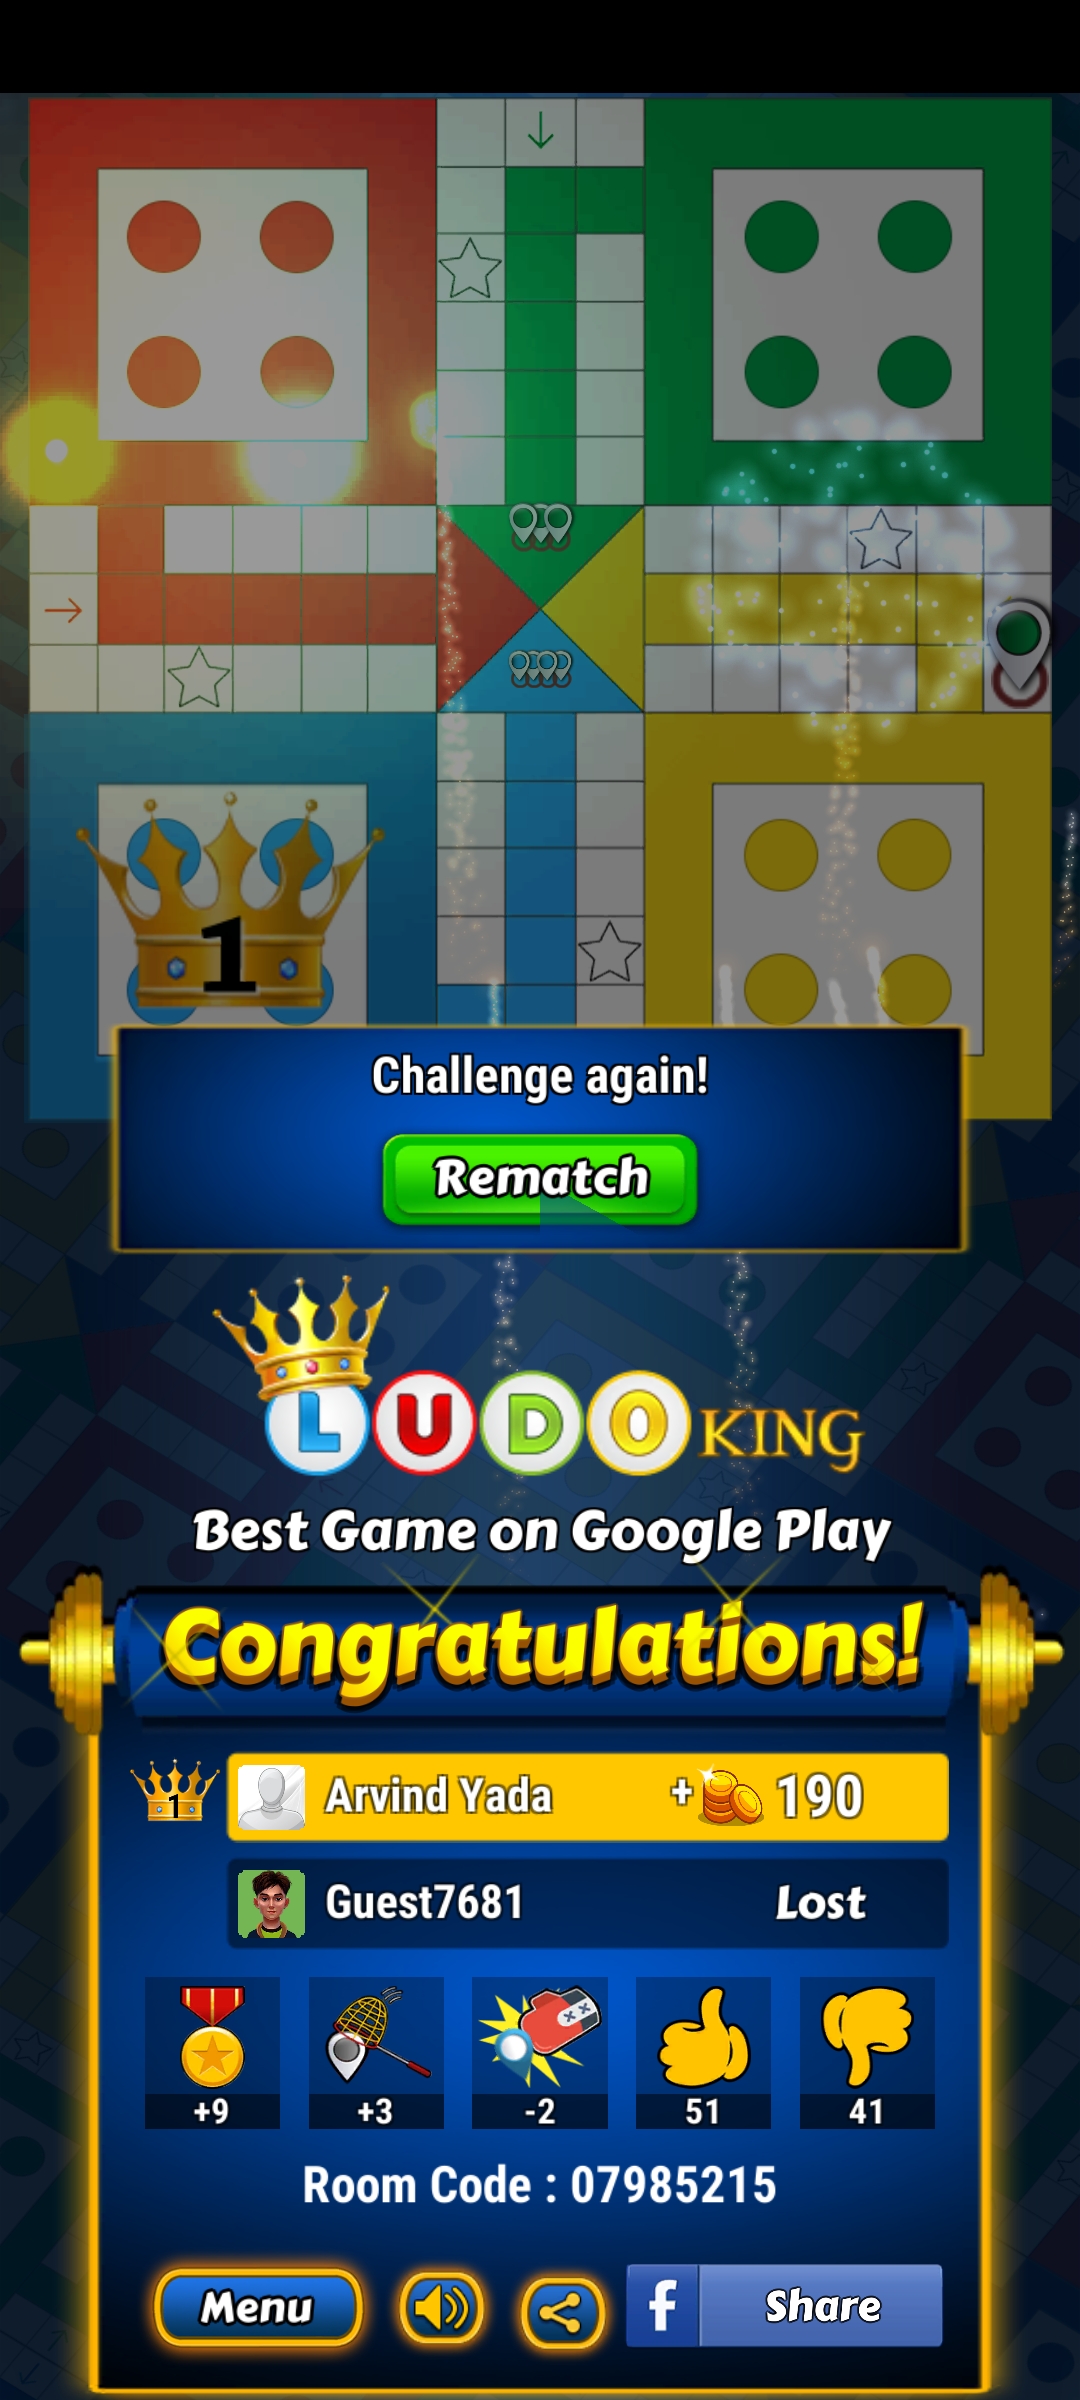 1
Challenge again!
Rematch
LUDO KING
Best Game on Google Play
Congratulations!
1 Arvind Yada + 190
Guest7681 Lost
+9 +3 -2 51 41
Room Code : 07985215
Menu f Share